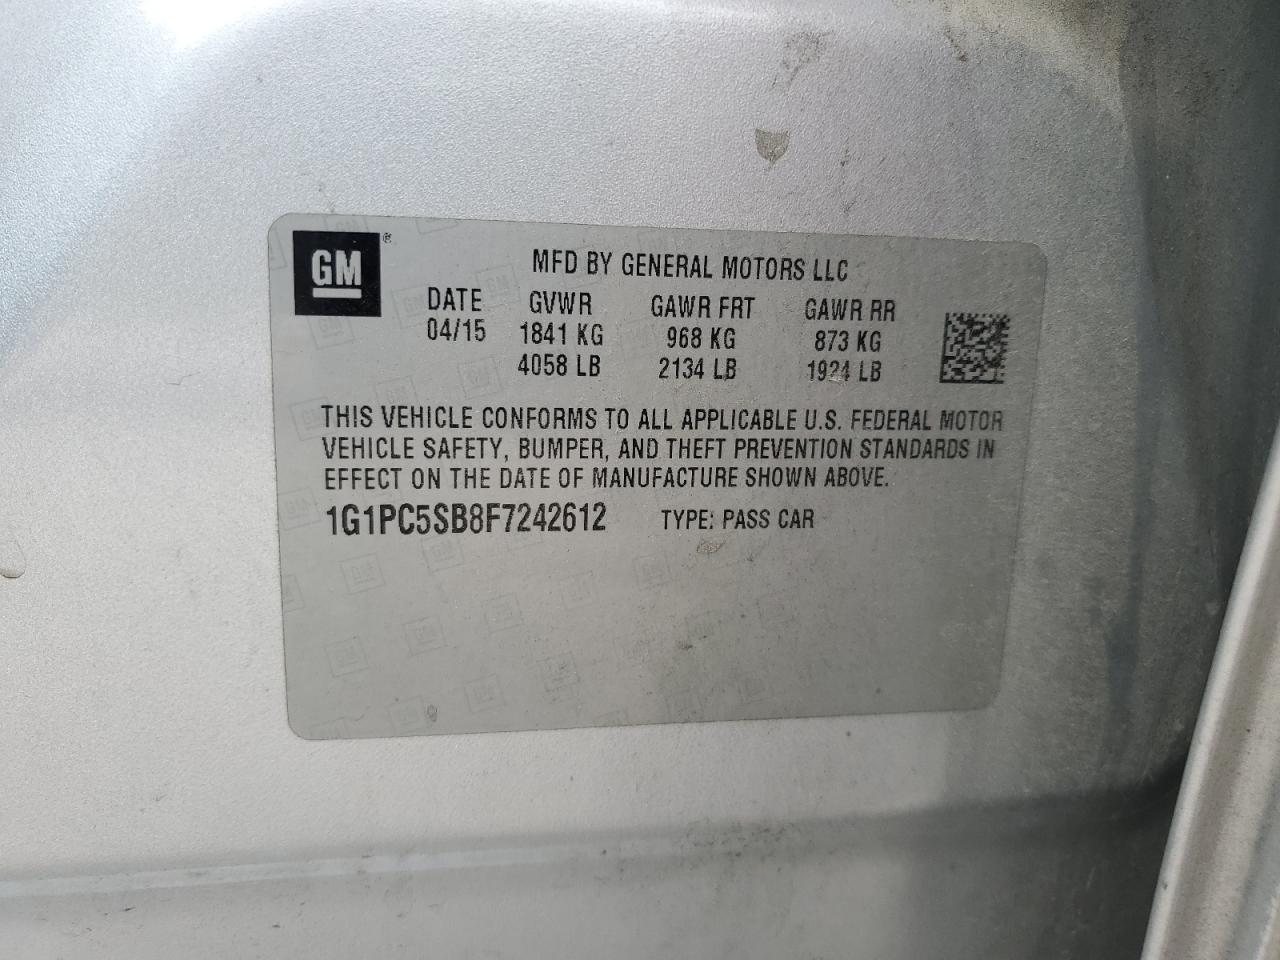 GM ®
MFD BY GENERAL MOTORS LLC
DATE GVWR GAWR FRT GAWR RR
04/15 1841 KG 968 KG 873 KG
4058 LB 2134 LB 1924 LB
THIS VEHICLE CONFORMS TO ALL APPLICABLE U.S. FEDERAL MOTOR
VEHICLE SAFETY, BUMPER, AND THEFT PREVENTION STANDARDS IN
EFFECT ON THE DATE OF MANUFACTURE SHOWN ABOVE.
1G1PC5SB8F7242612 TYPE: PASS CAR